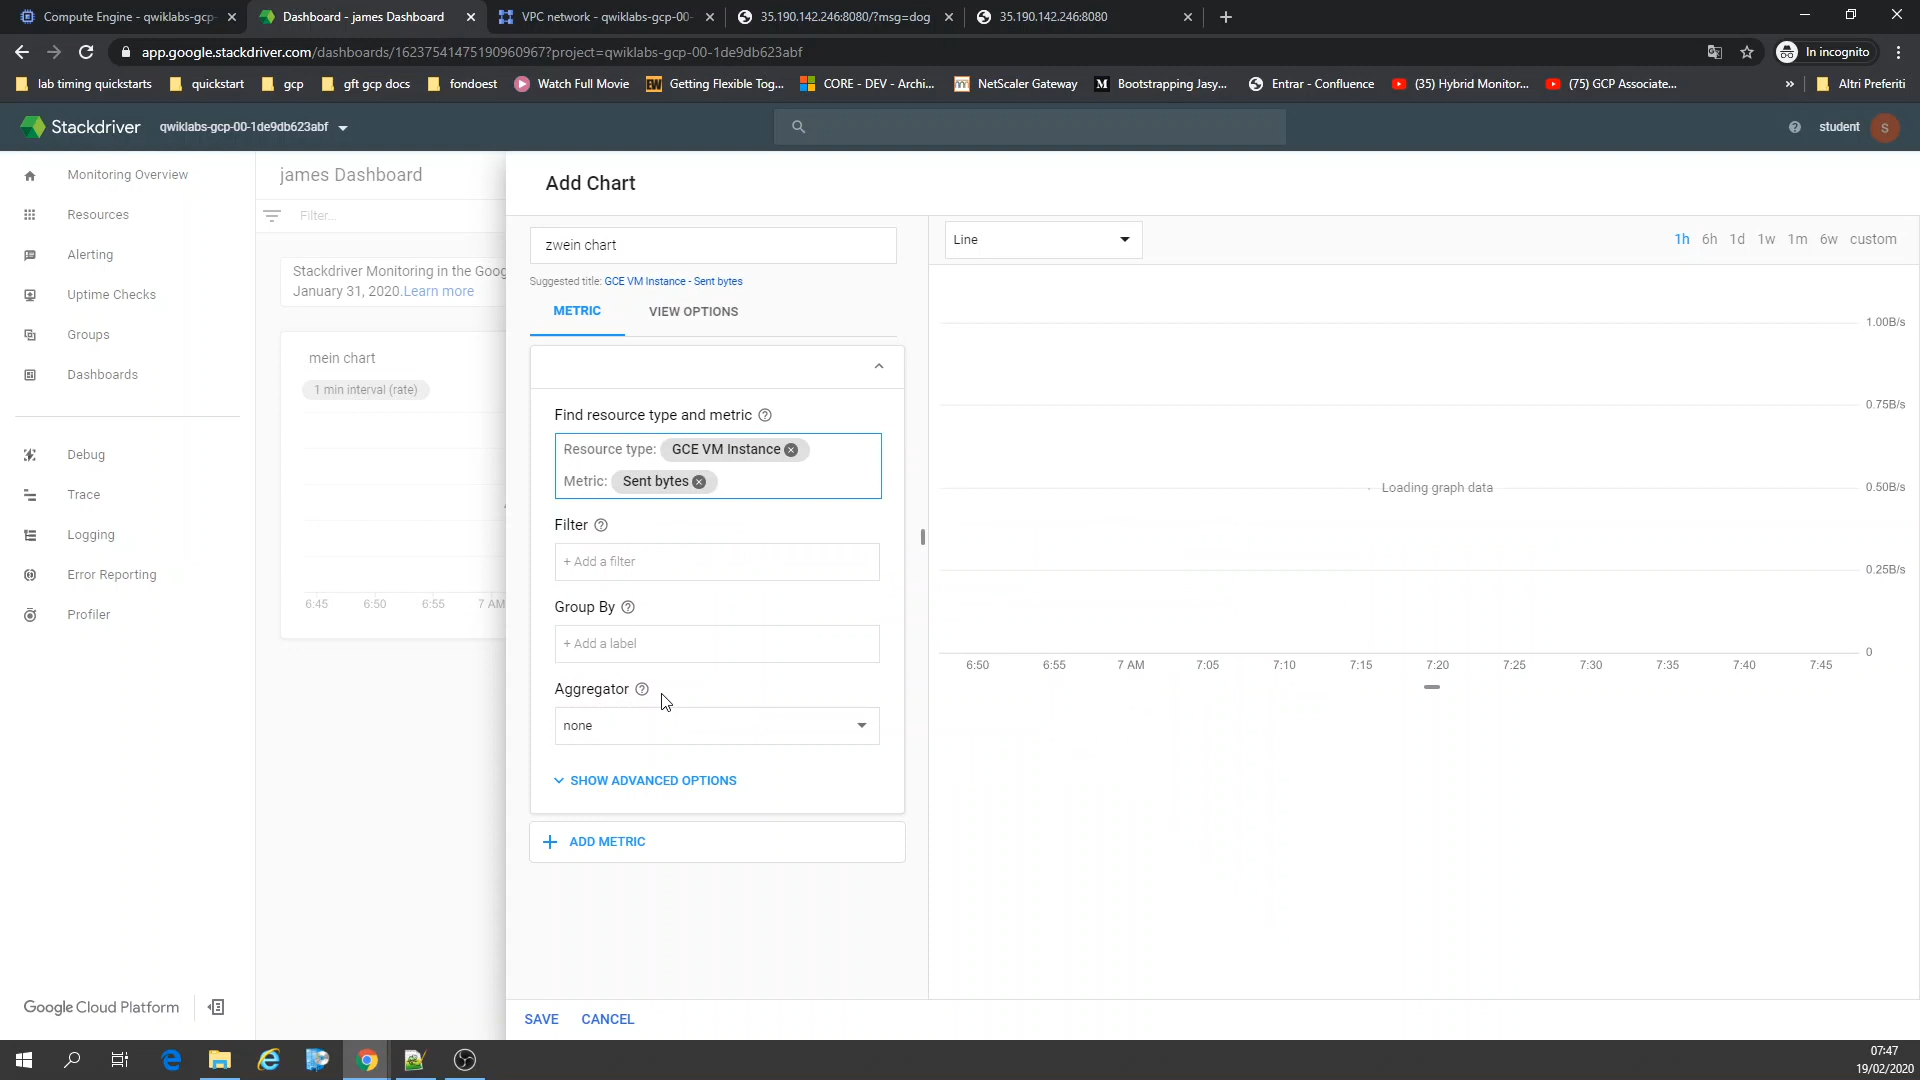 Compute Engine - qwiklabs-gcp-
Dashboard - james Dashboard
VPC network - qwiklabs-gcp-00-
35.190.142.246:8080/?msg=dog
35.190.142.246:8080
app.google.stackdriver.com/dashboards/16237541475190960967?project=qwiklabs-gcp-00-1de9db623abf
In incognito
lab timing quickstarts
quickstart
gcp
gft gcp docs
fondoest
Watch Full Movie
Getting Flexible Tog...
CORE - DEV - Archi...
NetScaler Gateway
Bootstrapping Jasy...
Entrar - Confluence
(35) Hybrid Monitor...
(75) GCP Associate...
»
Altri Preferiti
Stackdriver
qwiklabs-gcp-00-1de9db623abf
student
S
Monitoring Overview
Resources
Alerting
Uptime Checks
Groups
Dashboards
Debug
Trace
Logging
Error Reporting
Profiler
Google Cloud Platform
james Dashboard
Filter...
Stackdriver Monitoring in the Goog
January 31, 2020.Learn more
mein chart
1 min interval (rate)
6:45 6:50 6:55 7 AM
Add Chart
zwein chart
Suggested title: GCE VM Instance - Sent bytes
METRIC
VIEW OPTIONS
Find resource type and metric
Resource type: GCE VM Instance
Metric: Sent bytes
Filter
+ Add a filter
Group By
+ Add a label
Aggregator
none
SHOW ADVANCED OPTIONS
ADD METRIC
SAVE
CANCEL
Line
1h 6h 1d 1w 1m 6w custom
1.00B/s
0.75B/s
Loading graph data
0.50B/s
0.25B/s
0
6:50 6:55 7 AM 7:05 7:10 7:15 7:20 7:25 7:30 7:35 7:40 7:45
07:47
19/02/2020